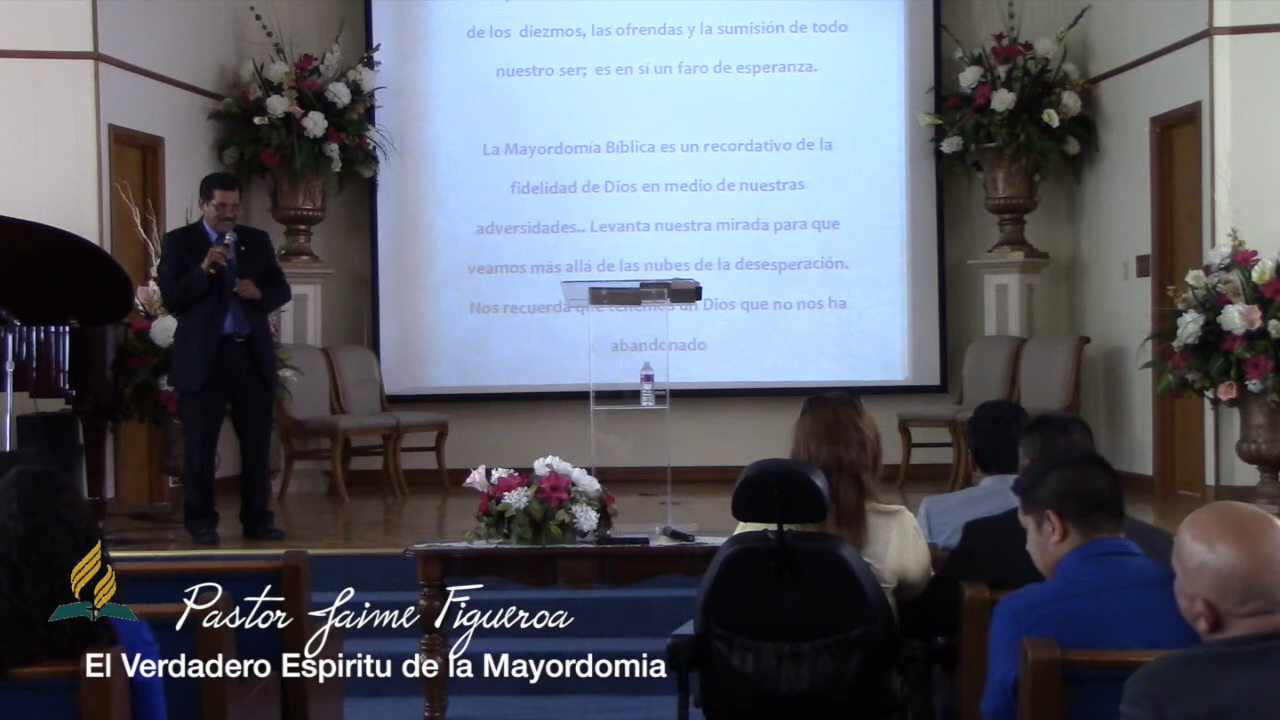 de los diezmos, las ofrendas y la sumisión de todo
nuestro ser; es en sí un faro de esperanza.
La Mayordomía Bíblica es un recordativo de la
fidelidad de Dios en medio de nuestras
adversidades.. Levanta nuestra mirada para que
veamos más allá de las nubes de la desesperación.
Nos recuerda que tenemos un Dios que no nos ha
abandonado
Pastor Jaime Figueroa
El Verdadero Espiritu de la Mayordomia